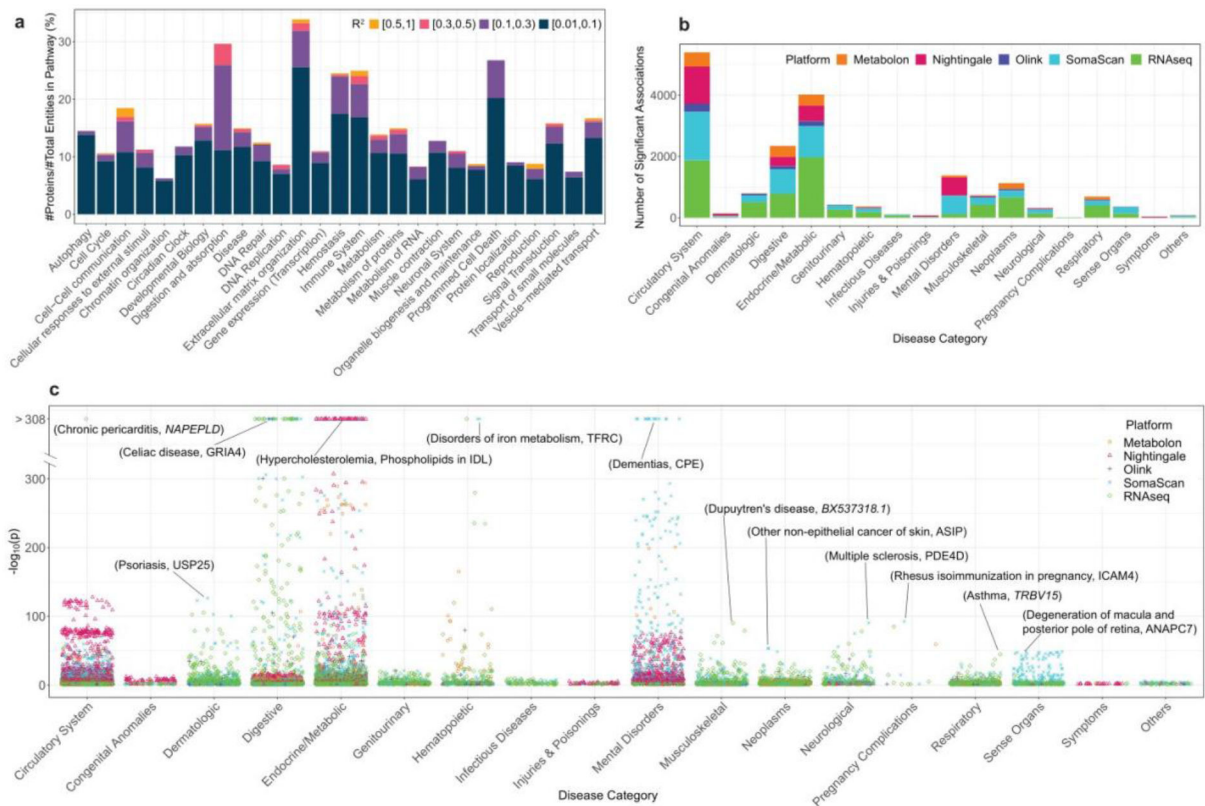 a
R² [0.5,1] [0.3,0.5) [0.1,0.3) [0.01,0.1)
#Proteins/#Total Entities in Pathway (%)
30
20
10
0
Autophagy
Cell Cycle
Cell-Cell communication
Cellular responses to external stimuli
Chromatin organization
Circadian Clock
Developmental Biology
Digestion and absorption
Disease
DNA Repair
DNA Replication
Extracellular matrix organization
Gene expression (Transcription)
Hemostasis
Immune System
Metabolism
Metabolism of proteins
Metabolism of RNA
Muscle contraction
Neuronal System
Organelle biogenesis and maintenance
Programmed Cell Death
Protein localization
Reproduction
Signal Transduction
Transport of small molecules
Vesicle-mediated transport
b
Platform Metabolon Nightingale Olink SomaScan RNAseq
Number of Significant Associations
4000
2000
0
Circulatory System
Congenital Anomalies
Dermatologic
Digestive
Endocrine/Metabolic
Genitourinary
Hematopoietic
Infectious Diseases
Injuries & Poisonings
Mental Disorders
Musculoskeletal
Neoplasms
Neurological
Pregnancy Complications
Respiratory
Sense Organs
Symptoms
Others
Disease Category
c
-log₁₀(p)
> 308
300
200
100
0
(Chronic pericarditis, NAPEPLD)
(Celiac disease, GRIA4)
(Hypercholesterolemia, Phospholipids in IDL)
(Disorders of iron metabolism, TFRC)
(Dementias, CPE)
(Psoriasis, USP25)
(Dupuytren's disease, BX537318.1)
(Other non-epithelial cancer of skin, ASIP)
(Multiple sclerosis, PDE4D)
(Rhesus isoimmunization in pregnancy, ICAM4)
(Asthma, TRBV15)
(Degeneration of macula and
posterior pole of retina, ANAPC7)
Platform
Metabolon
Nightingale
Olink
SomaScan
RNAseq
Circulatory System
Congenital Anomalies
Dermatologic
Digestive
Endocrine/Metabolic
Genitourinary
Hematopoietic
Infectious Diseases
Injuries & Poisonings
Mental Disorders
Musculoskeletal
Neoplasms
Neurological
Pregnancy Complications
Respiratory
Sense Organs
Symptoms
Others
Disease Category